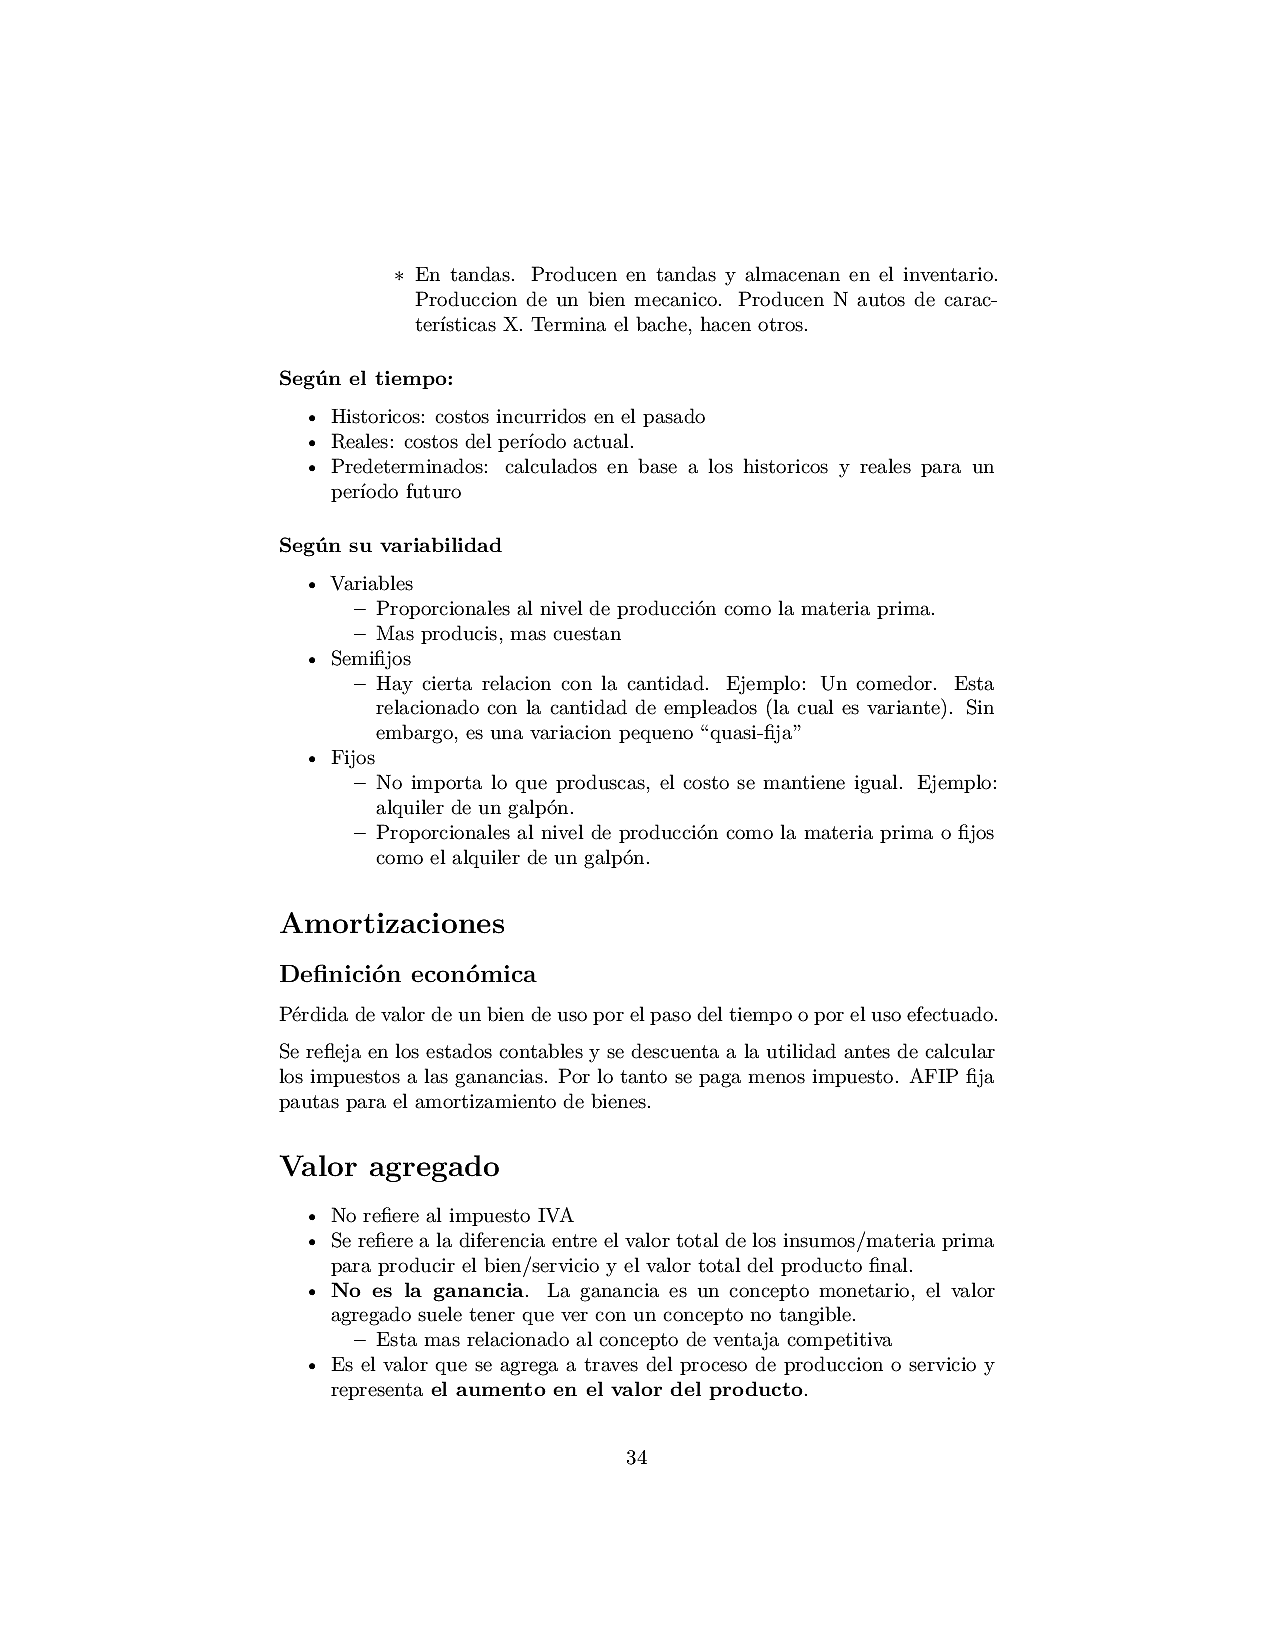 ∗ En tandas. Producen en tandas y almacenan en el inventario.
Produccion de un bien mecanico. Producen N autos de carac-
terísticas X. Termina el bache, hacen otros.
Según el tiempo:
• Historicos: costos incurridos en el pasado
• Reales: costos del período actual.
• Predeterminados: calculados en base a los historicos y reales para un
período futuro
Según su variabilidad
• Variables
– Proporcionales al nivel de producción como la materia prima.
– Mas producis, mas cuestan
• Semifijos
– Hay cierta relacion con la cantidad. Ejemplo: Un comedor. Esta
relacionado con la cantidad de empleados (la cual es variante). Sin
embargo, es una variacion pequeno “quasi-fija”
• Fijos
– No importa lo que produscas, el costo se mantiene igual. Ejemplo:
alquiler de un galpón.
– Proporcionales al nivel de producción como la materia prima o fijos
como el alquiler de un galpón.
Amortizaciones
Definición económica
Pérdida de valor de un bien de uso por el paso del tiempo o por el uso efectuado.
Se refleja en los estados contables y se descuenta a la utilidad antes de calcular
los impuestos a las ganancias. Por lo tanto se paga menos impuesto. AFIP fija
pautas para el amortizamiento de bienes.
Valor agregado
• No refiere al impuesto IVA
• Se refiere a la diferencia entre el valor total de los insumos/materia prima
para producir el bien/servicio y el valor total del producto final.
• No es la ganancia. La ganancia es un concepto monetario, el valor
agregado suele tener que ver con un concepto no tangible.
– Esta mas relacionado al concepto de ventaja competitiva
• Es el valor que se agrega a traves del proceso de produccion o servicio y
representa el aumento en el valor del producto.
34